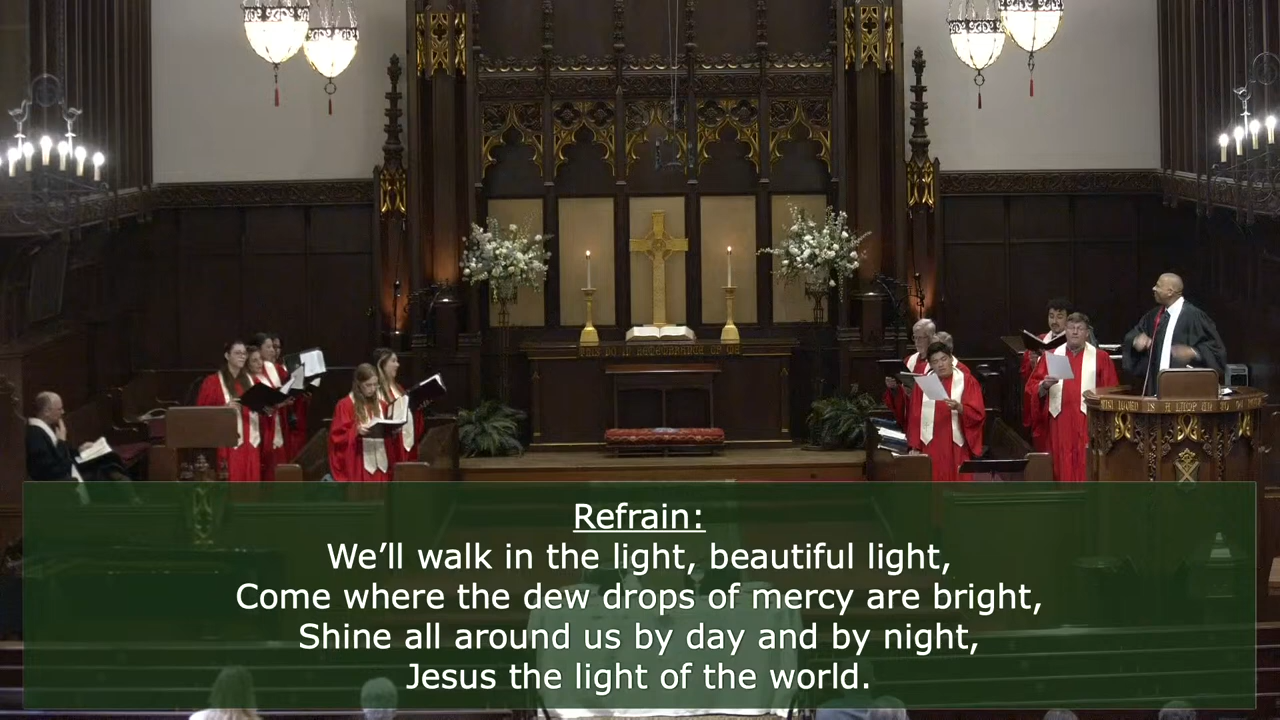 Refrain:
We’ll walk in the light, beautiful light,
Come where the dew drops of mercy are bright,
Shine all around us by day and by night,
Jesus the light of the world.